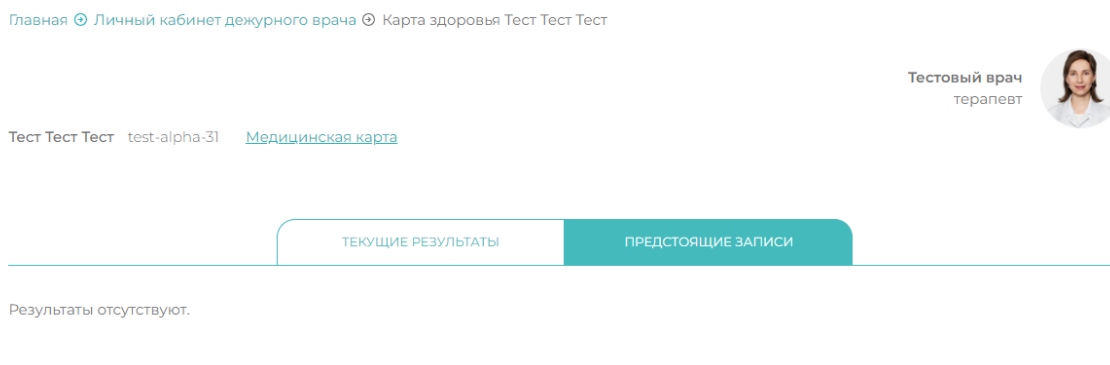 Главная Личный кабинет дежурного врача Карта здоровья Тест Тест Тест
Тестовый врач
терапевт
Тест Тест Тест test-alpha-31 Медицинская карта
ТЕКУЩИЕ РЕЗУЛЬТАТЫ ПРЕДСТОЯЩИЕ ЗАПИСИ
Результаты отсутствуют.